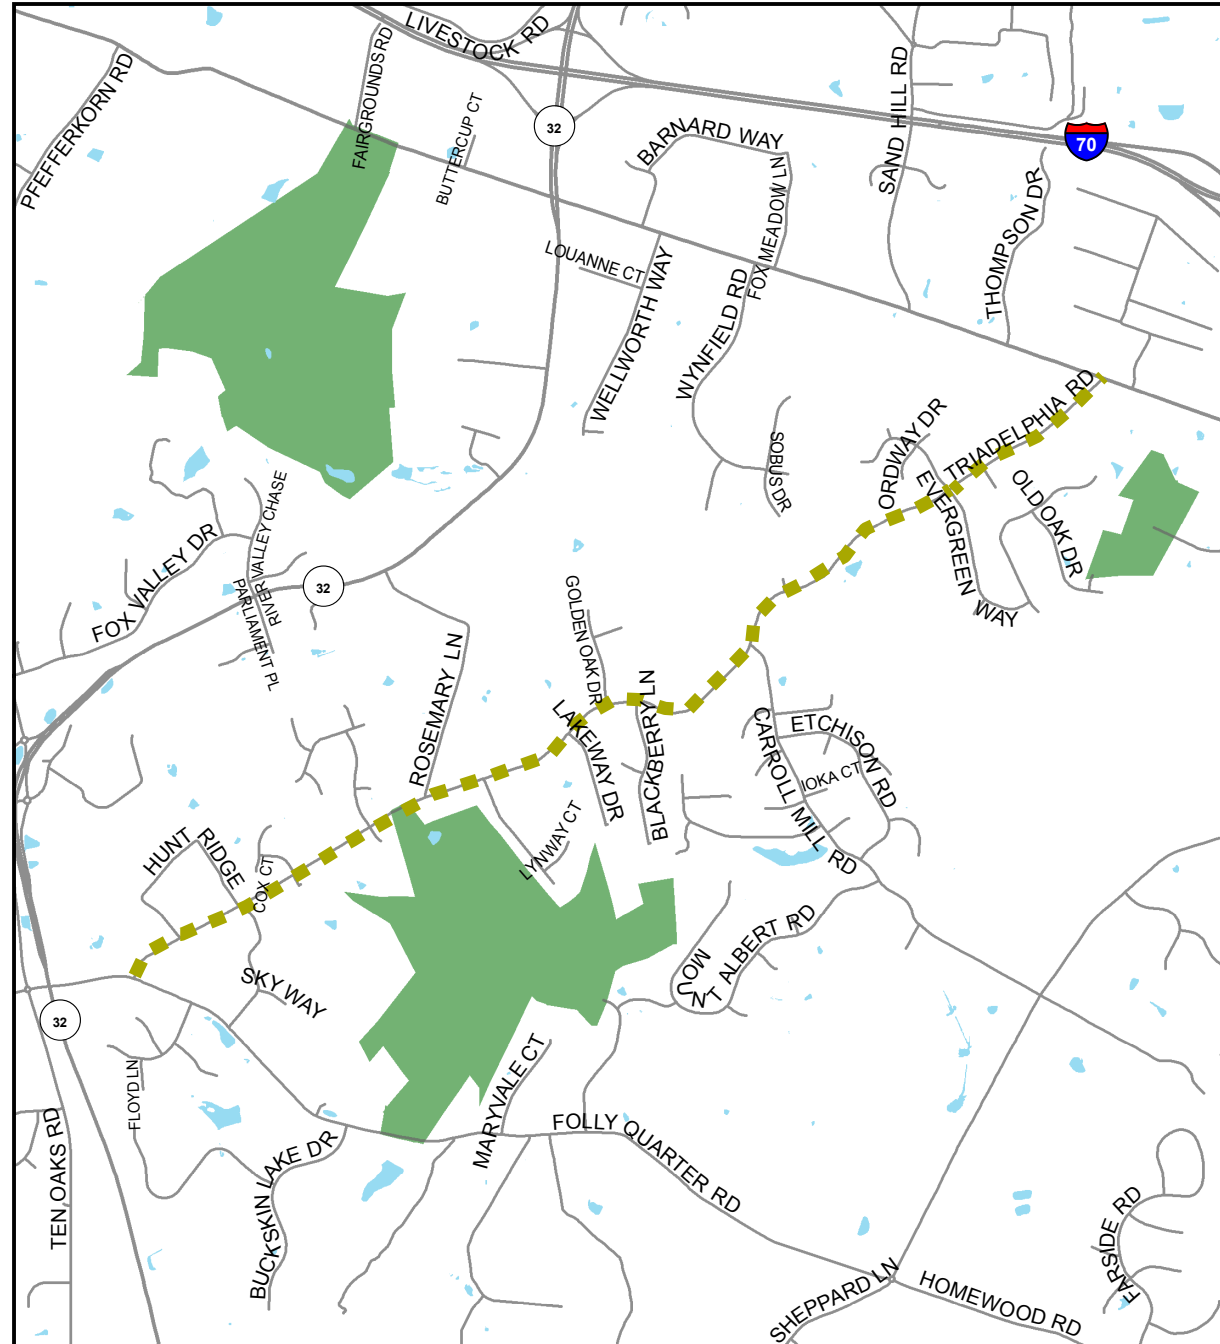 LIVESTOCK RD
FAIRGROUNDS RD
PFEFFERKORN RD
BUTTERCUP CT
32
BARNARD WAY
SAND HILL RD
70
FOX MEADOW LN
THOMPSON DR
LOUANNE CT
WELLWORTH WAY
WYNFIELD RD
TRIADELPHIA RD
ORDWAY DR
SOBUS DR
EVERGREEN WAY
OLD OAK DR
RIVER VALLEY CHASE
FOX VALLEY DR
PARLIAMENT PL
32
GOLDEN OAK DR
ROSEMARY LN
BLACKBERRY LN
LAKEWAY DR
CARROLL MILL RD
ETCHISON RD
IOKA CT
LYNWAY CT
HUNT RIDGE
COX CT
MOUNT ALBERT RD
SKY WAY
32
FLOYD LN
MARYVALE CT
TEN OAKS RD
BUCKSKIN LAKE DR
FOLLY QUARTER RD
FARSIDE RD
SHEPPARD LN
HOMEWOOD RD